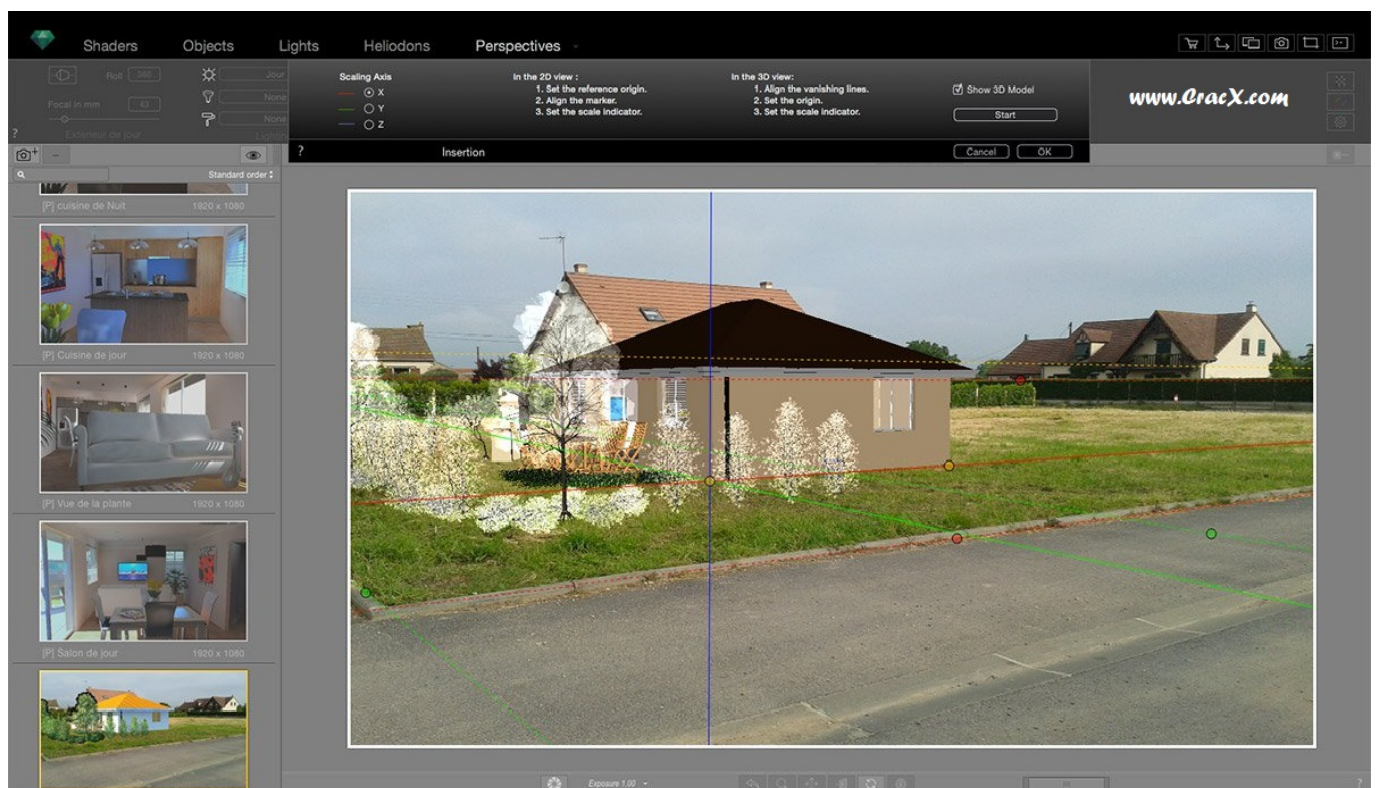 Shaders Objects Lights Heliodons Perspectives
Roll 360
Jour
Focal in mm 43
None
None
? Extérieur de jour
Scaling Axis
X
Y
Z
In the 2D view :
1. Set the reference origin.
2. Align the marker.
3. Set the scale indicator.
In the 3D view:
1. Align the vanishing lines.
2. Set the origin.
3. Set the scale indicator.
Show 3D Model
Start
? Insertion
Cancel OK
www.CracX.com
Standard order
[P] cuisine de Nuit 1920 x 1080
[P] Cuisine de jour 1920 x 1080
[P] Vue de la plante 1920 x 1080
[P] Salon de jour 1920 x 1080
Exposure 1,00
?